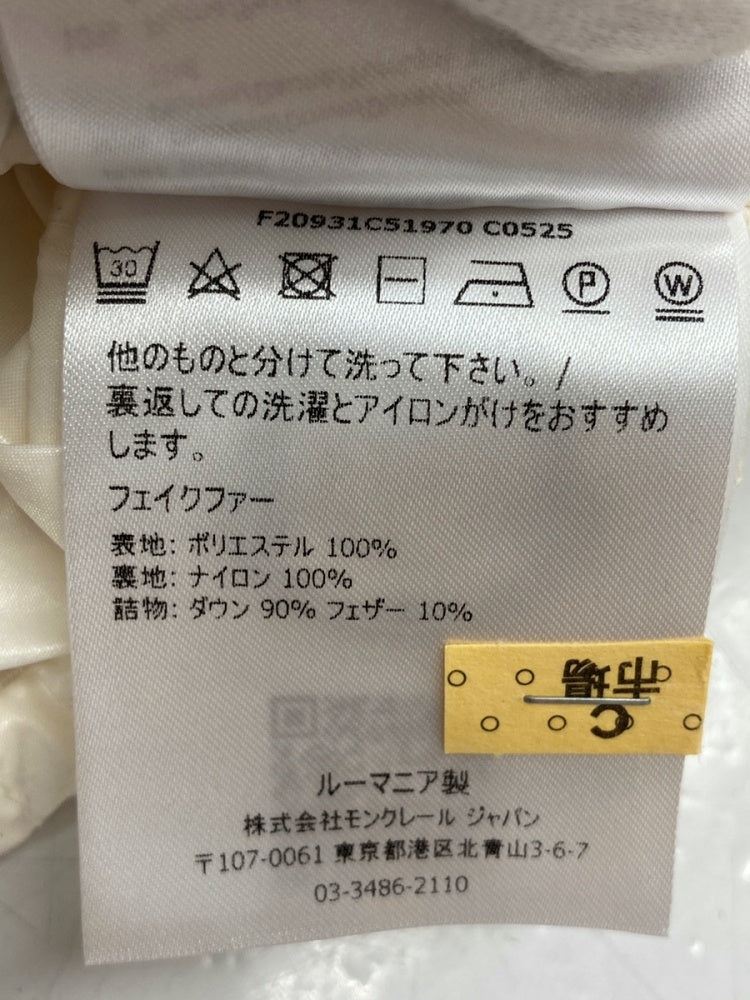 F20931C51970 C0525
30
P
W
他のものと分けて洗って下さい。/
裏返しての洗濯とアイロンがけをおすすめ
します。
フェイクファー
表地: ポリエステル 100%
裏地: ナイロン 100%
詰物: ダウン 90% フェザー 10%
C市場
ルーマニア製
株式会社モンクレール ジャパン
〒107-0061 東京都港区北青山3-6-7
03-3486-2110